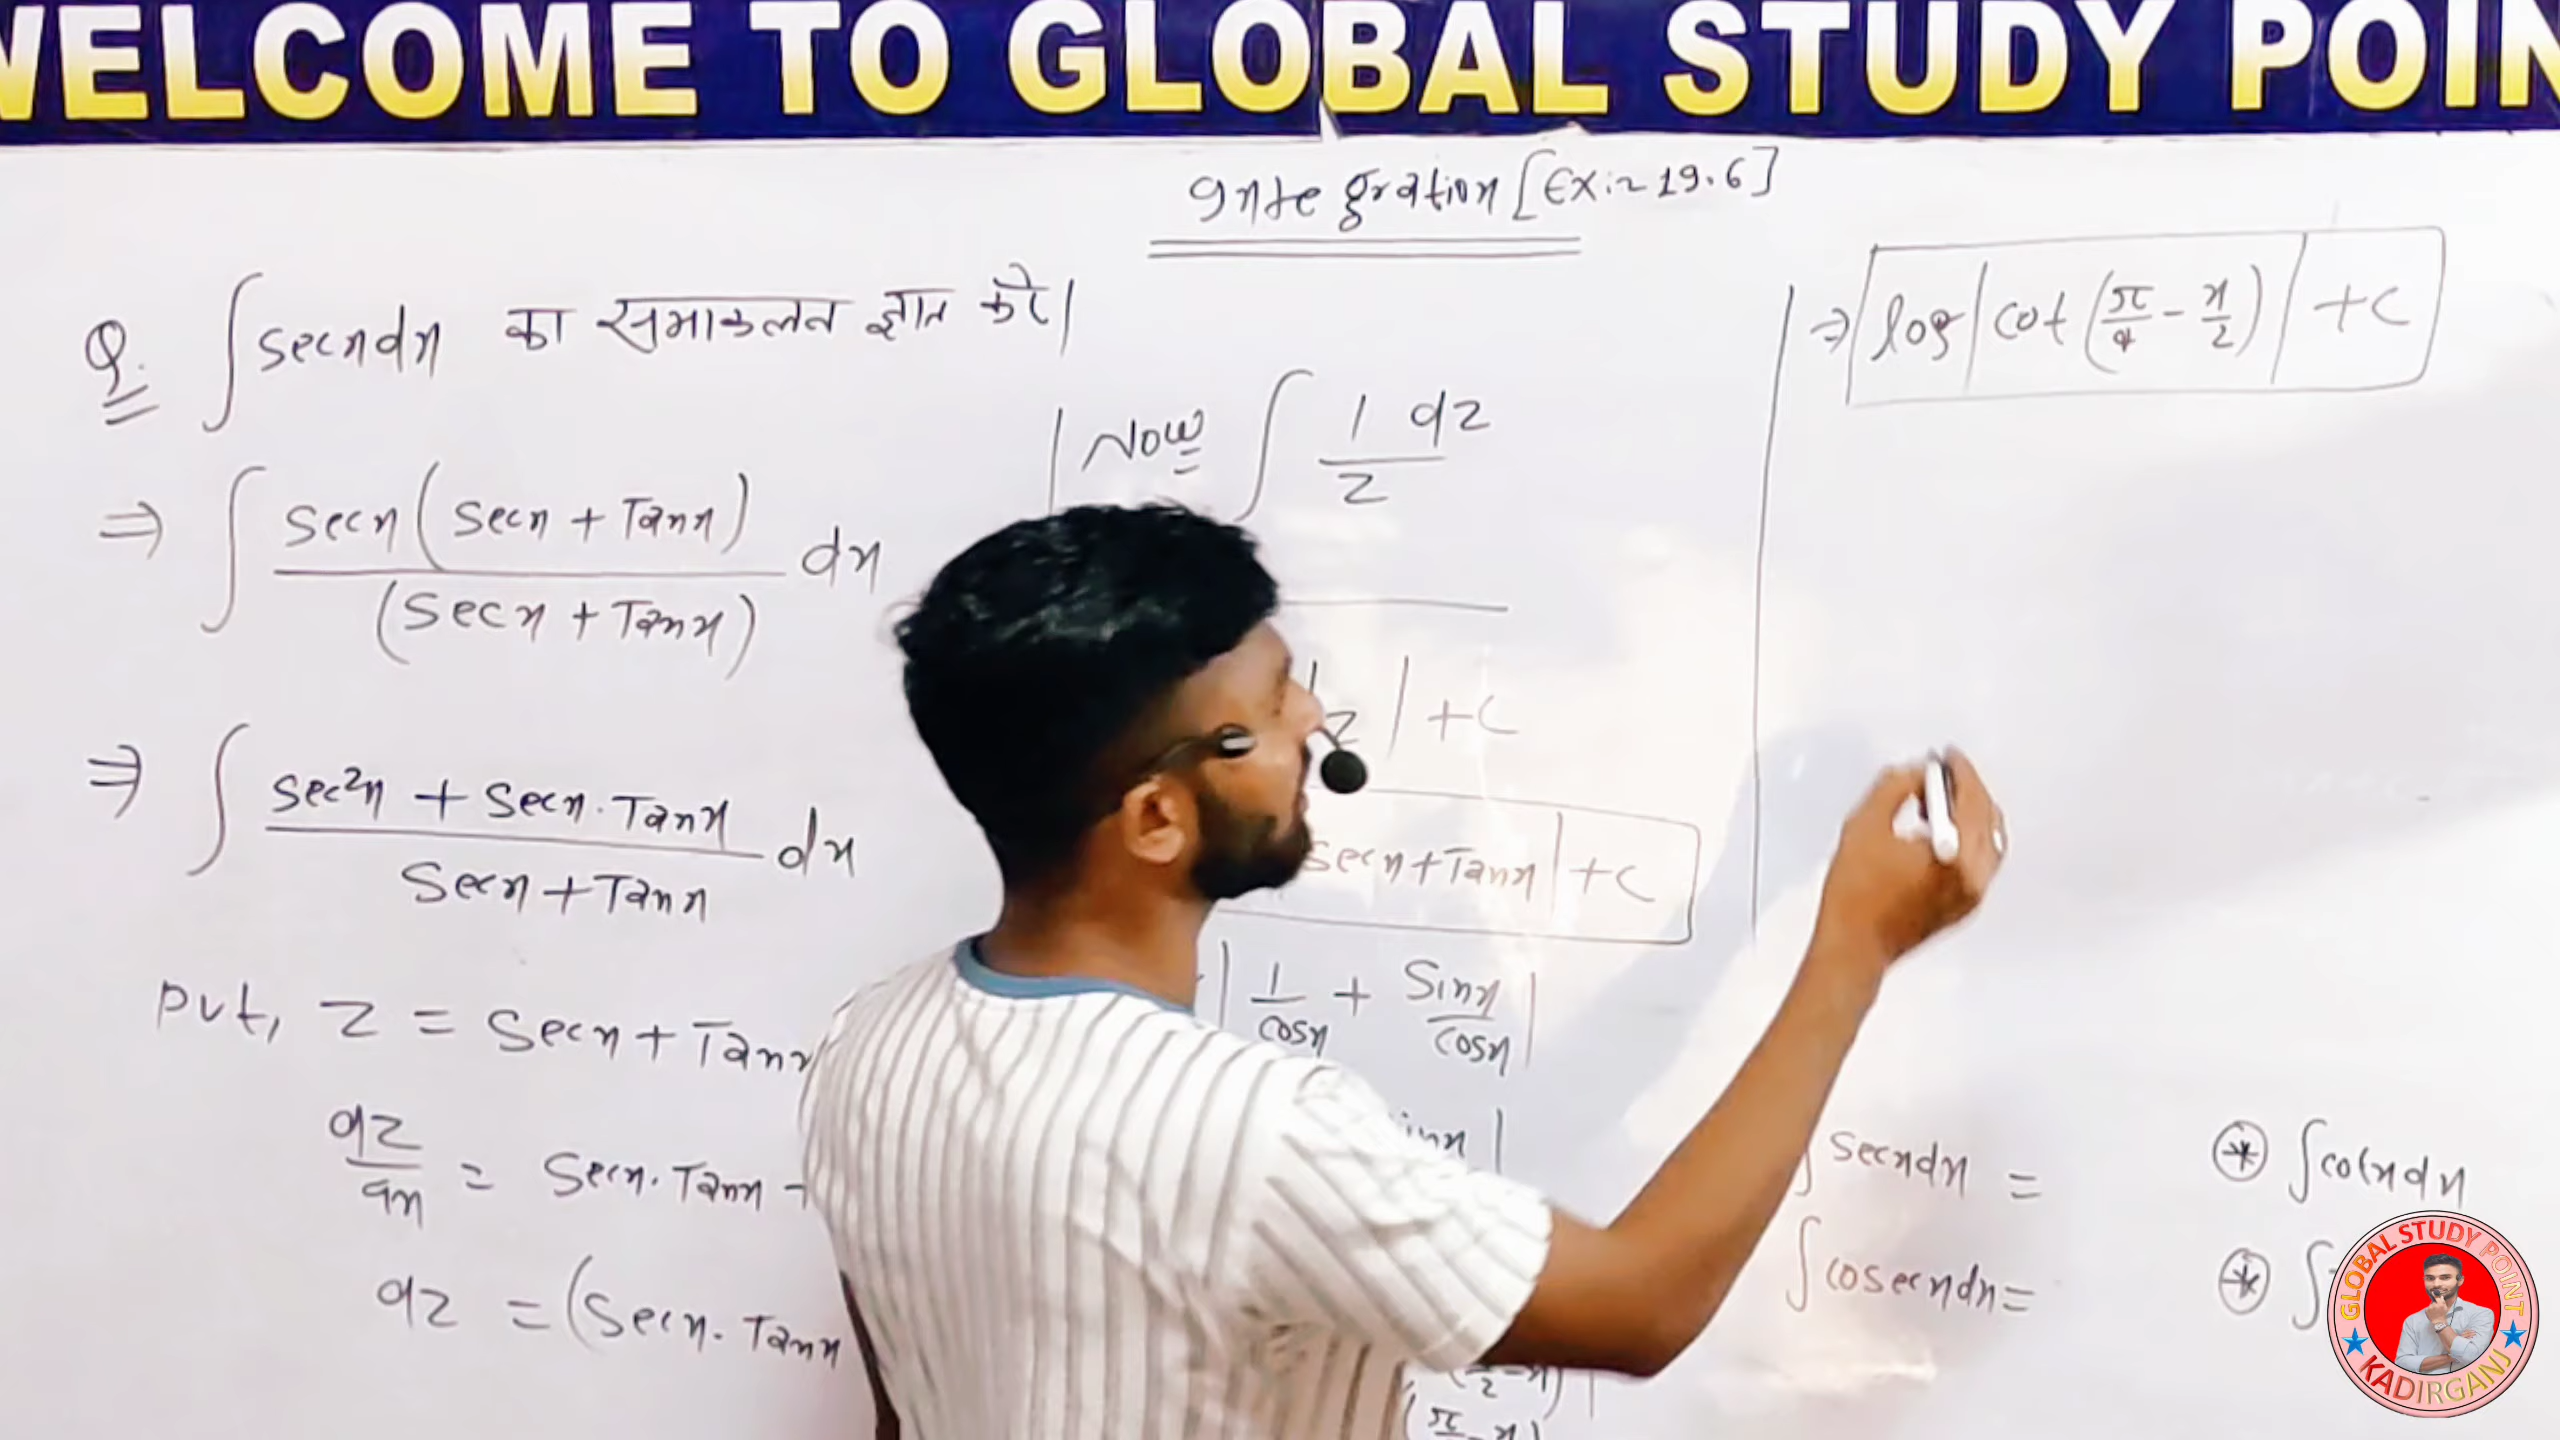 WELCOME TO GLOBAL STUDY POIN
Integration [Ex:~ 19.6]
Q. ∫ secx dx का समाकलन ज्ञात करें|
⇒ ∫ Secx (Secx + Tanx) / (Secx + Tanx) dx
⇒ ∫ Sec²x + Secx . Tanx / Secx + Tanx dx
Put, z = Secx + Tanx
dz/dx = Secx . Tanx +
dz = (Secx . Tanx
Now ∫ 1 dz / z
z| + c
Secx + Tanx| + c
| 1/cosx + Sinx/cosx |
inx |
⇒ log |cot (π/4 - x/2)| + c
∫ secx dx =
∫ cosecx dx =
⊛ ∫ cotx dx
⊛ ∫
GLOBAL STUDY POINT
KADIRGANJ